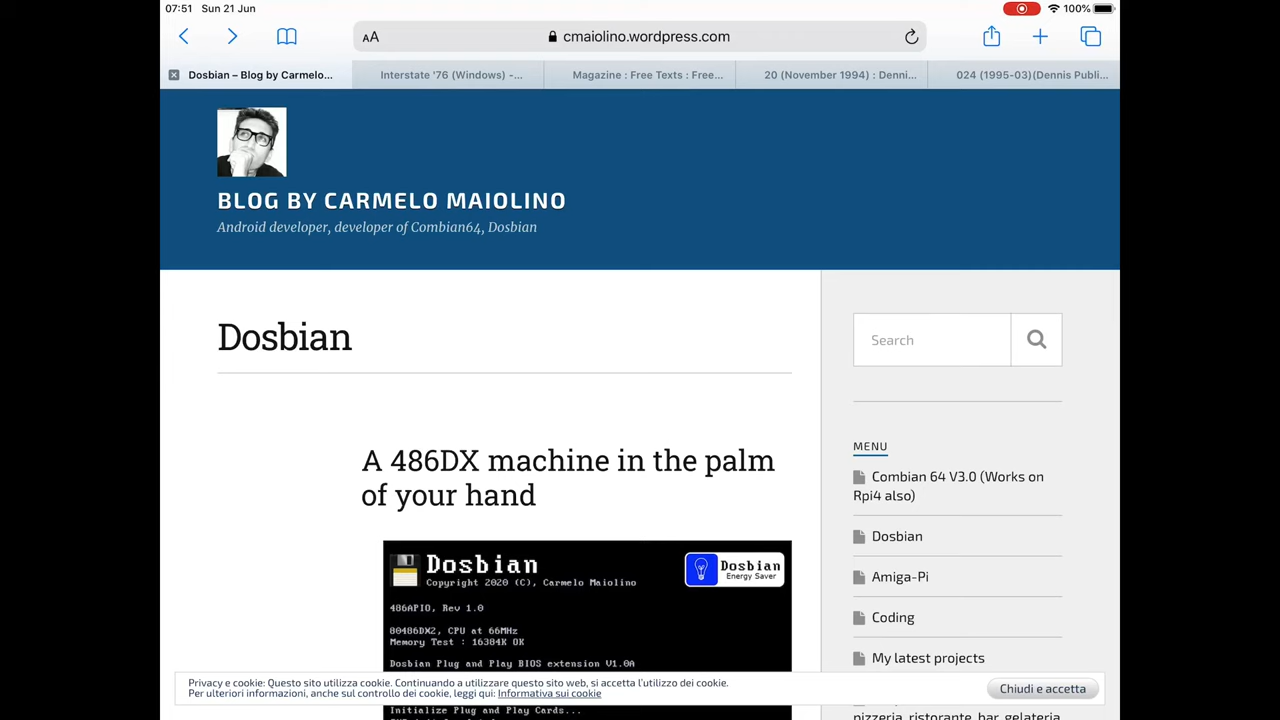 07:51 Sun 21 Jun
100%
AA
cmaiolino.wordpress.com
Dosbian – Blog by Carmelo...
Interstate '76 (Windows) -...
Magazine : Free Texts : Free...
20 (November 1994) : Denni...
024 (1995-03)(Dennis Publi...
BLOG BY CARMELO MAIOLINO
Android developer, developer of Combian64, Dosbian
Dosbian
Search
A 486DX machine in the palm
of your hand
MENU
Combian 64 V3.0 (Works on
Rpi4 also)
Dosbian
Amiga-Pi
Coding
My latest projects
pizzeria, ristorante, bar, gelateria
Dosbian
Copyright 2020 (C), Carmelo Maiolino
Dosbian
Energy Saver
486APIO, Rev 1.0
80486DX2, CPU at 66MHz
Memory Test : 16384K OK
Dosbian Plug and Play BIOS extension V1.0A
Initialize Plug and Play Cards...
Privacy e cookie: Questo sito utilizza cookie. Continuando a utilizzare questo sito web, si accetta l'utilizzo dei cookie.
Per ulteriori informazioni, anche sul controllo dei cookie, leggi qui: Informativa sui cookie
Chiudi e accetta